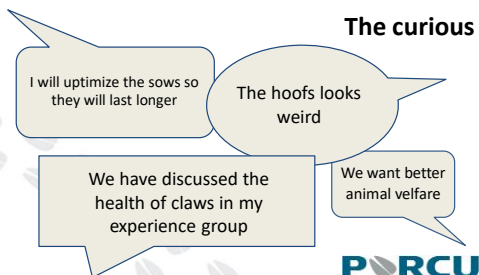 The curious
I will uptimize the sows so
they will last longer
The hoofs looks
weird
We have discussed the
health of claws in my
experience group
We want better
animal velfare
PORCU